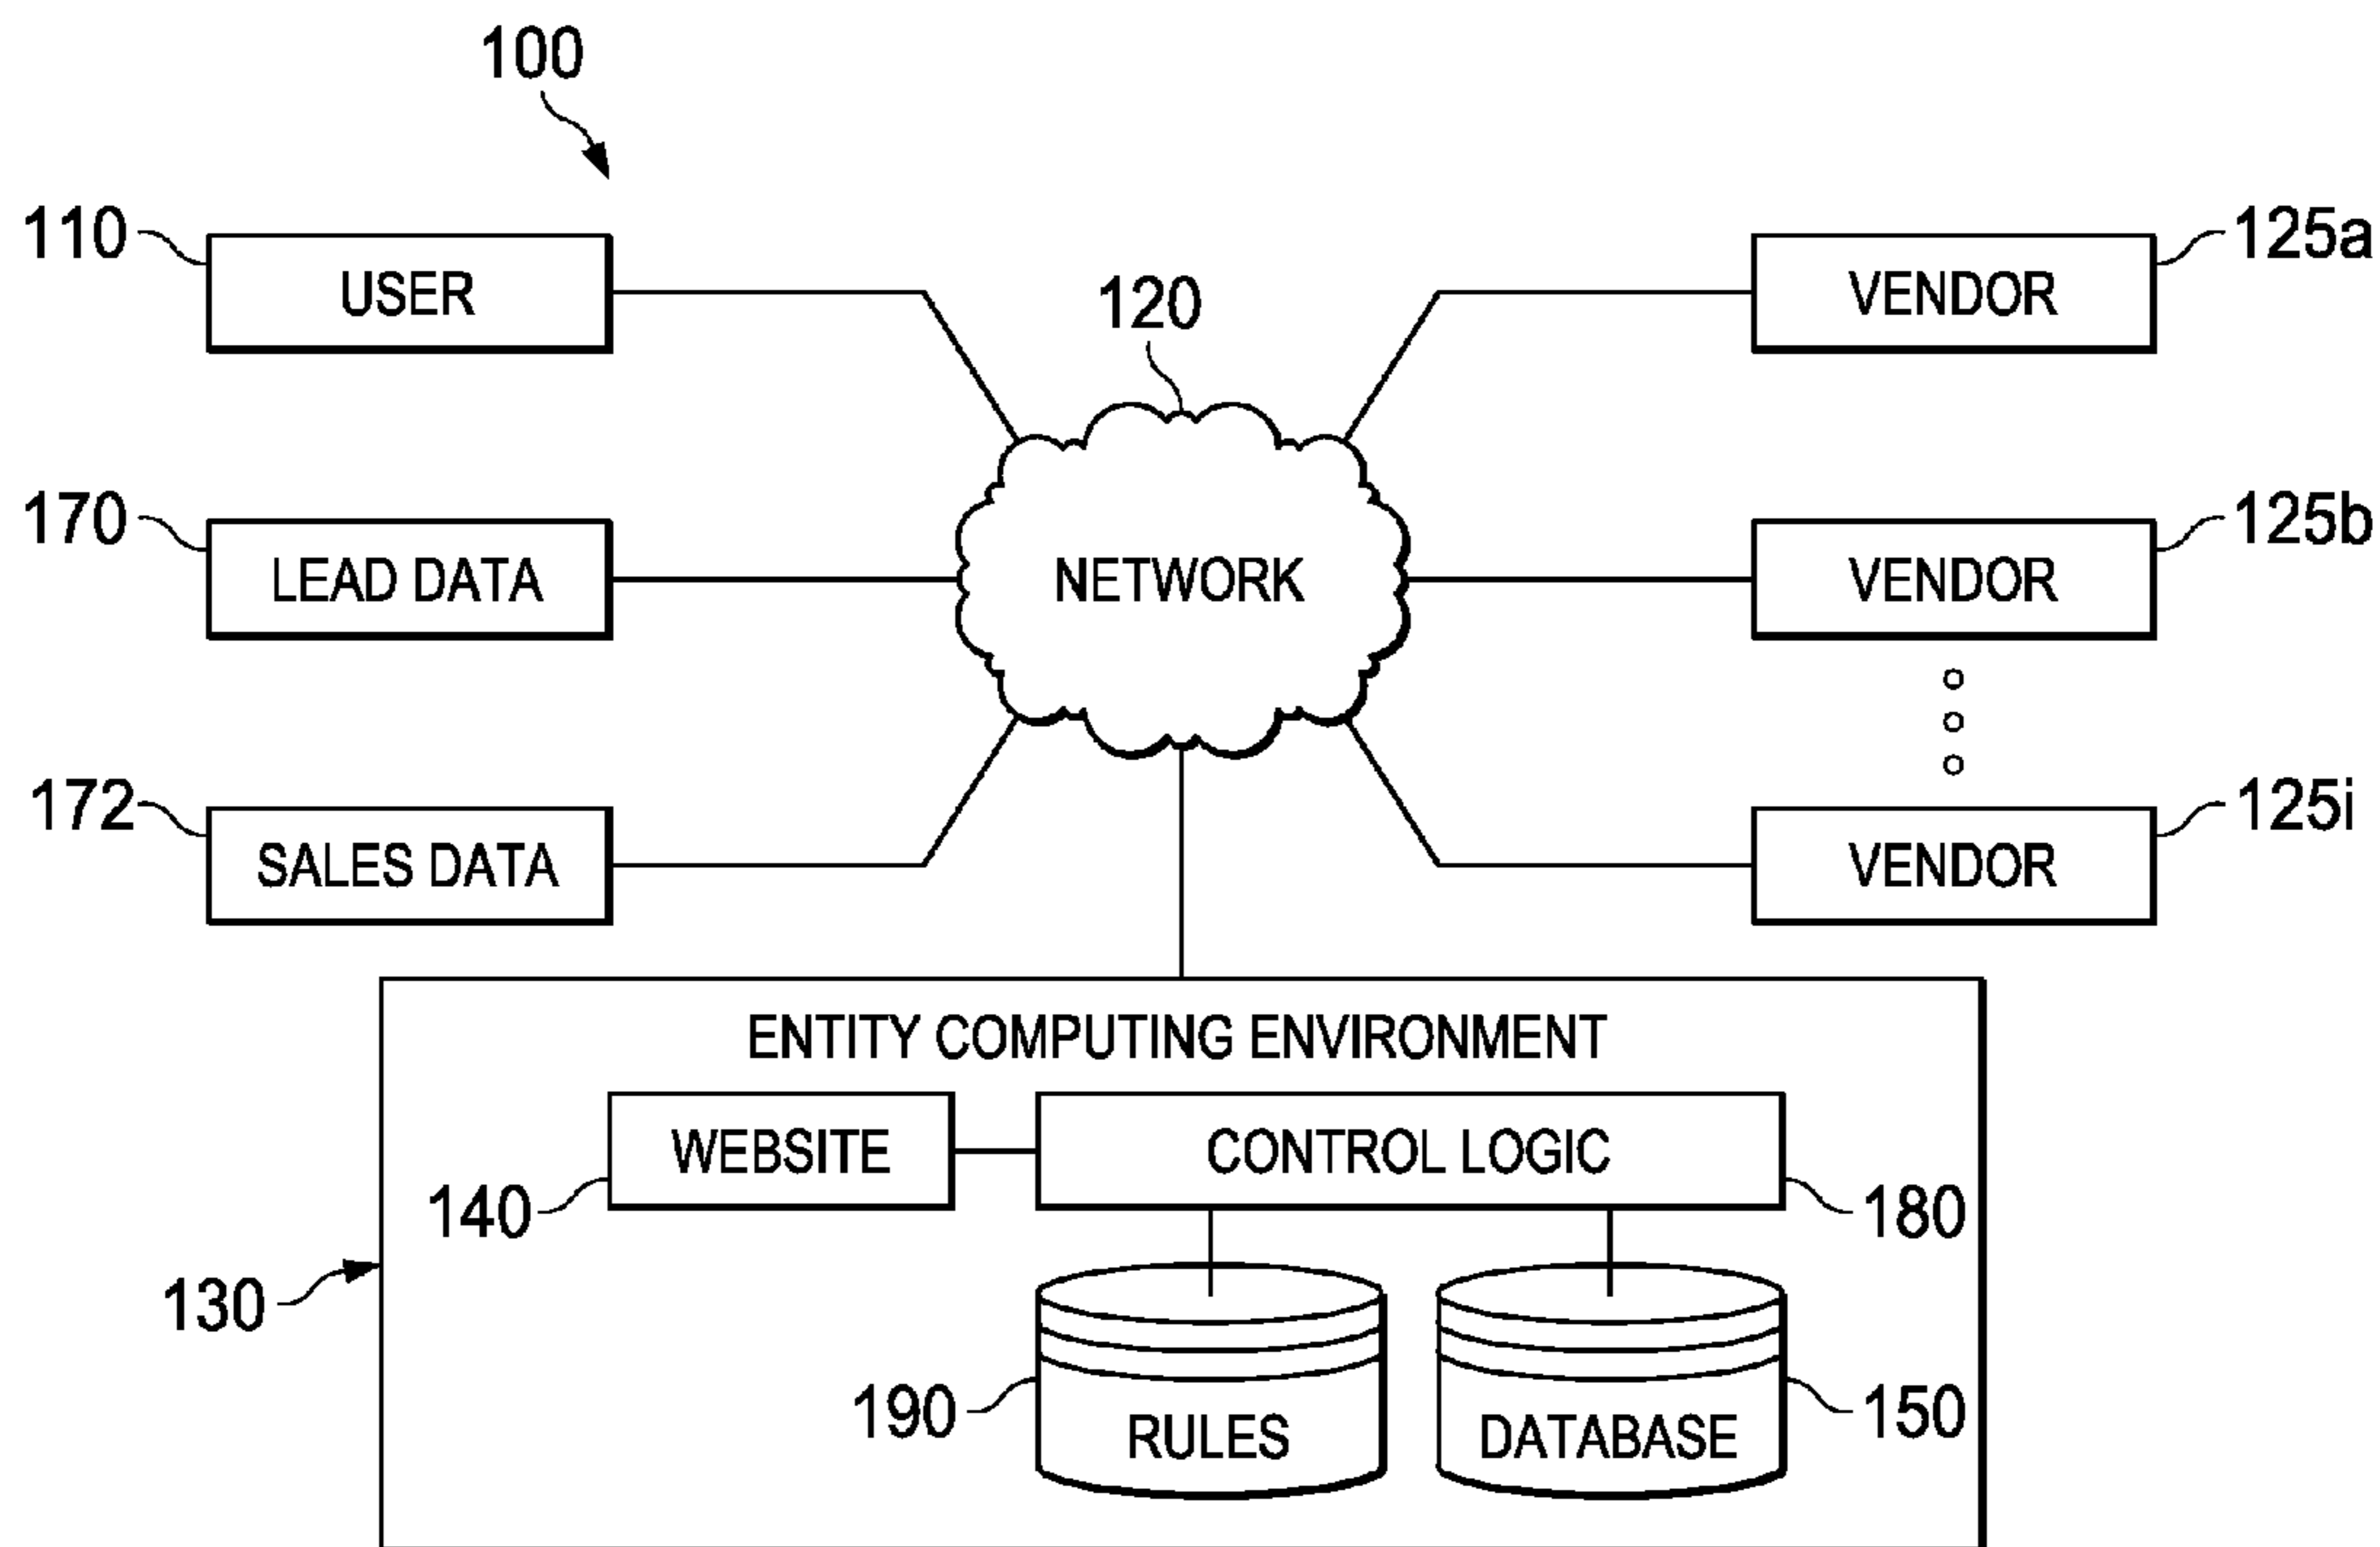 100
110
USER
125a
VENDOR
120
170
LEAD DATA
NETWORK
125b
VENDOR
172
SALES DATA
125i
VENDOR
ENTITY COMPUTING ENVIRONMENT
WEBSITE
CONTROL LOGIC
140
180
130
190
RULES
DATABASE
150